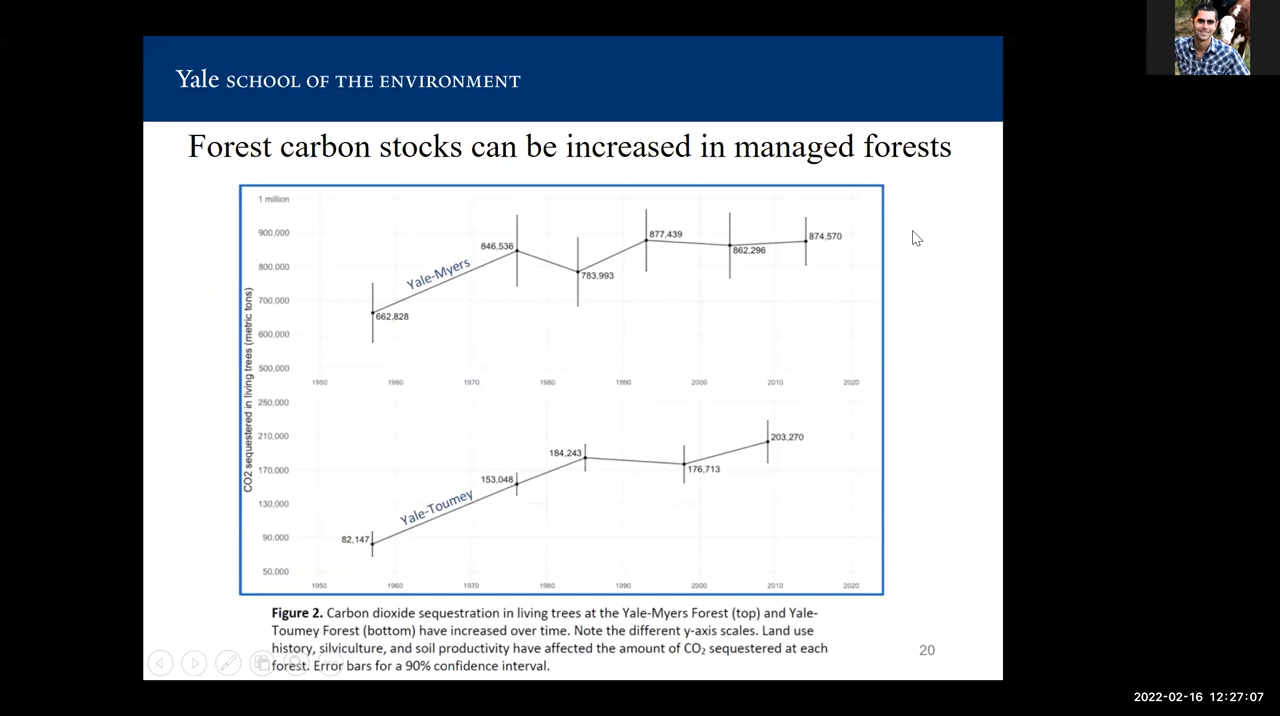 Yale SCHOOL OF THE ENVIRONMENT
Forest carbon stocks can be increased in managed forests
CO2 sequestered in living trees (metric tons)
1 million
900,000
800,000
700,000
600,000
500,000
Yale-Myers
662,828
846,536
783,993
877,439
862,296
874,570
1950 1960 1970 1980 1990 2000 2010 2020
250,000
210,000
170,000
130,000
90,000
50,000
Yale-Toumey
82,147
153,048
184,243
176,713
203,270
1950 1960 1970 1980 1990 2000 2010 2020
Figure 2. Carbon dioxide sequestration in living trees at the Yale-Myers Forest (top) and Yale-
Toumey Forest (bottom) have increased over time. Note the different y-axis scales. Land use
history, silviculture, and soil productivity have affected the amount of CO₂ sequestered at each
forest. Error bars for a 90% confidence interval.
20
2022-02-16 12:27:07